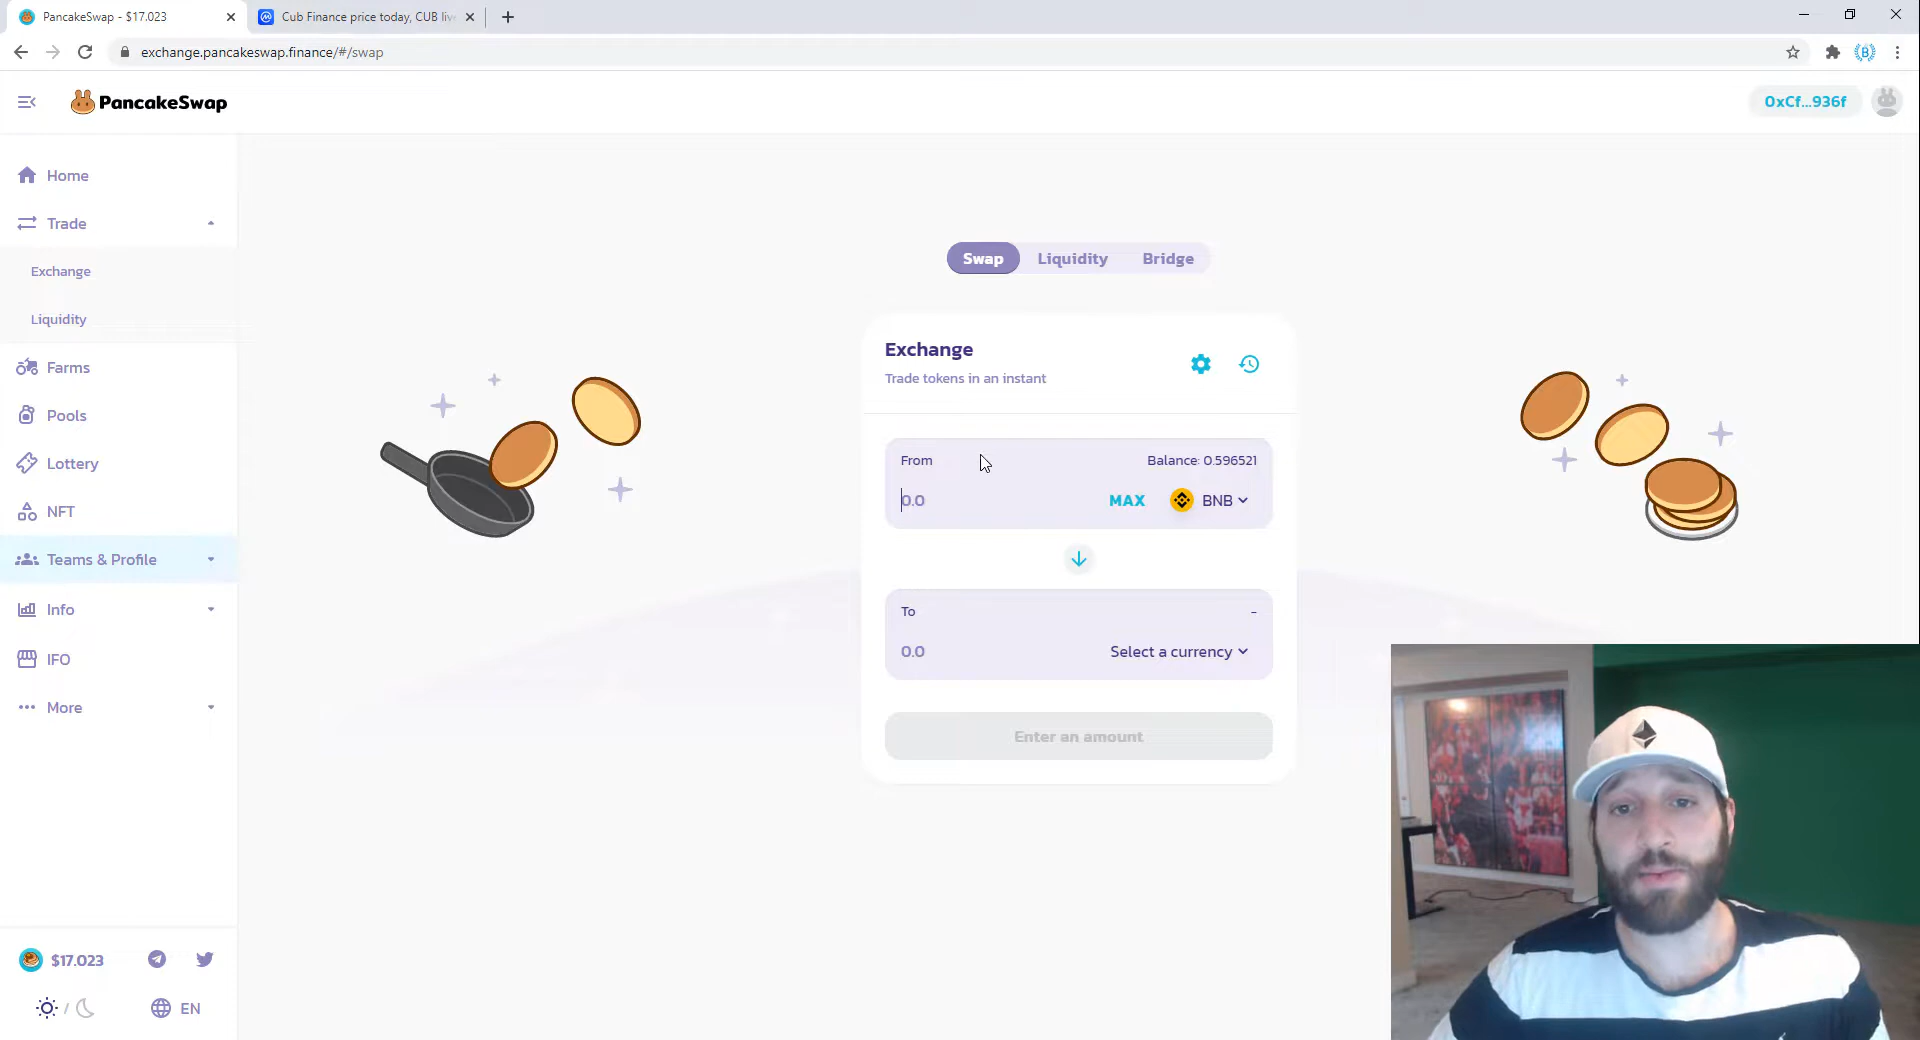 PancakeSwap - $17.023
Cub Finance price today, CUB liv
exchange.pancakeswap.finance/#/swap
B
PancakeSwap
0xCf...936f
Home
Trade
Exchange
Liquidity
Farms
Pools
Lottery
NFT
Teams & Profile
Info
IFO
More
$17.023
/
EN
Swap
Liquidity
Bridge
Exchange
Trade tokens in an instant
From
Balance: 0.596521
0.0
MAX
BNB
To
-
0.0
Select a currency
Enter an amount